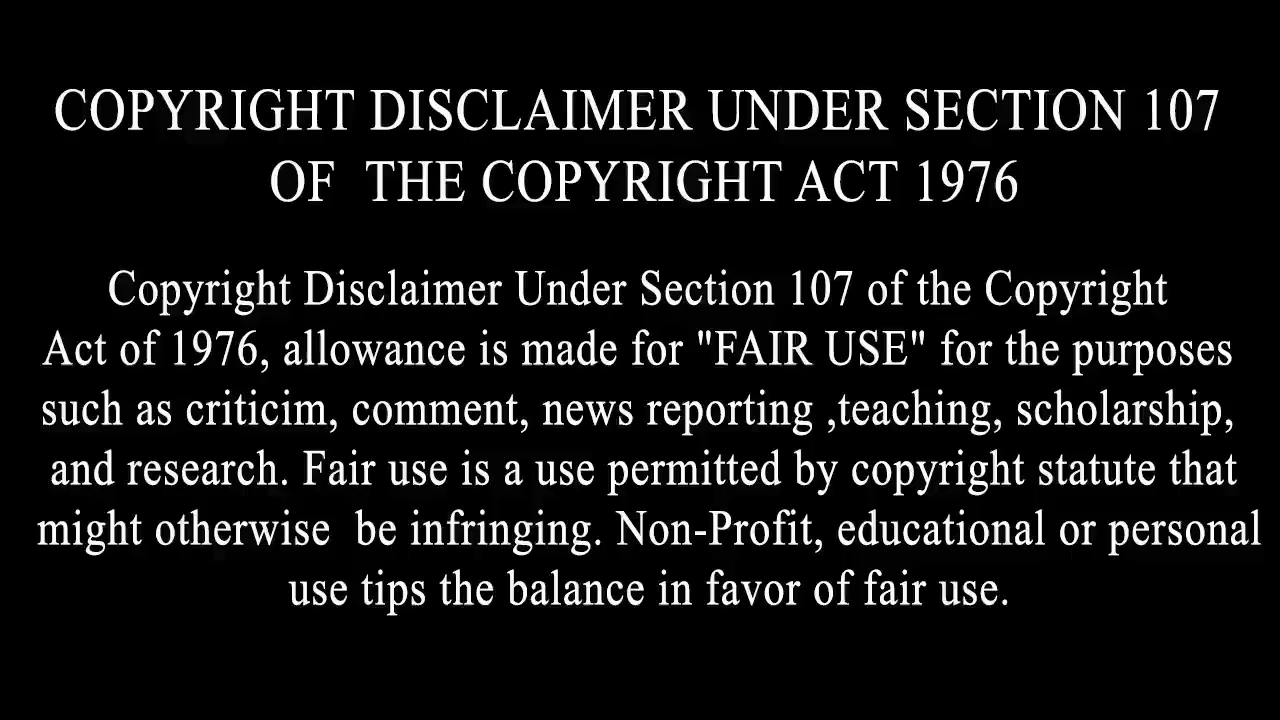 COPYRIGHT DISCLAIMER UNDER SECTION 107
OF THE COPYRIGHT ACT 1976
Copyright Disclaimer Under Section 107 of the Copyright
Act of 1976, allowance is made for "FAIR USE" for the purposes
such as criticim, comment, news reporting ,teaching, scholarship,
and research. Fair use is a use permitted by copyright statute that
might otherwise  be infringing. Non-Profit, educational or personal
use tips the balance in favor of fair use.